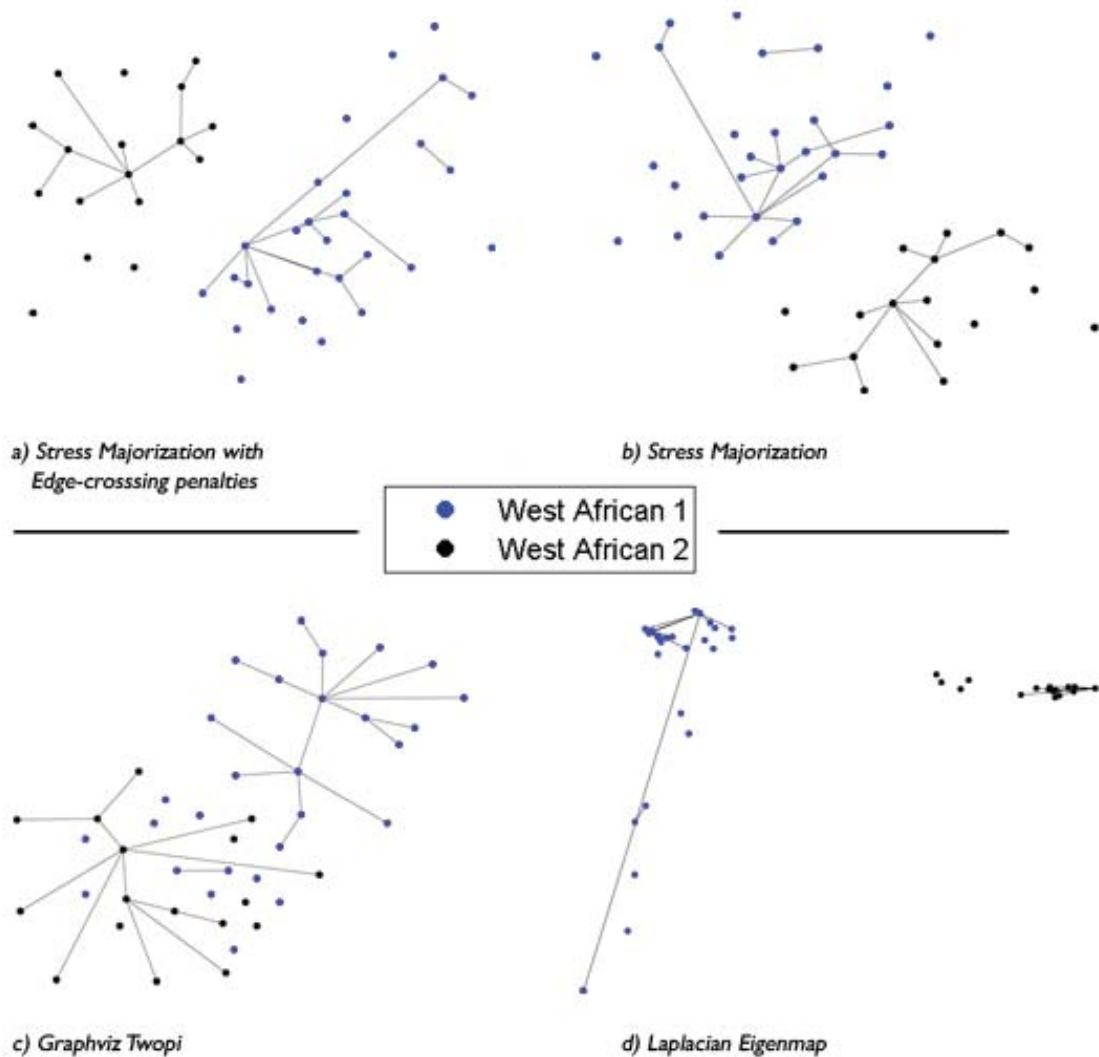 a) Stress Majorization with
Edge-crosssing penalties
b) Stress Majorization
West African 1
West African 2
c) Graphviz Twopi
d) Laplacian Eigenmap